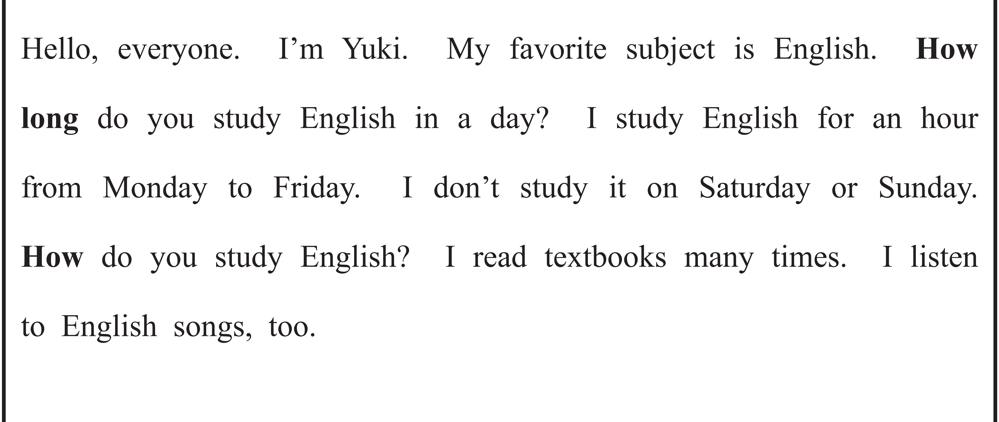 Hello, everyone. I’m Yuki. My favorite subject is English. How
long do you study English in a day? I study English for an hour
from Monday to Friday. I don’t study it on Saturday or Sunday.
How do you study English? I read textbooks many times. I listen
to English songs, too.